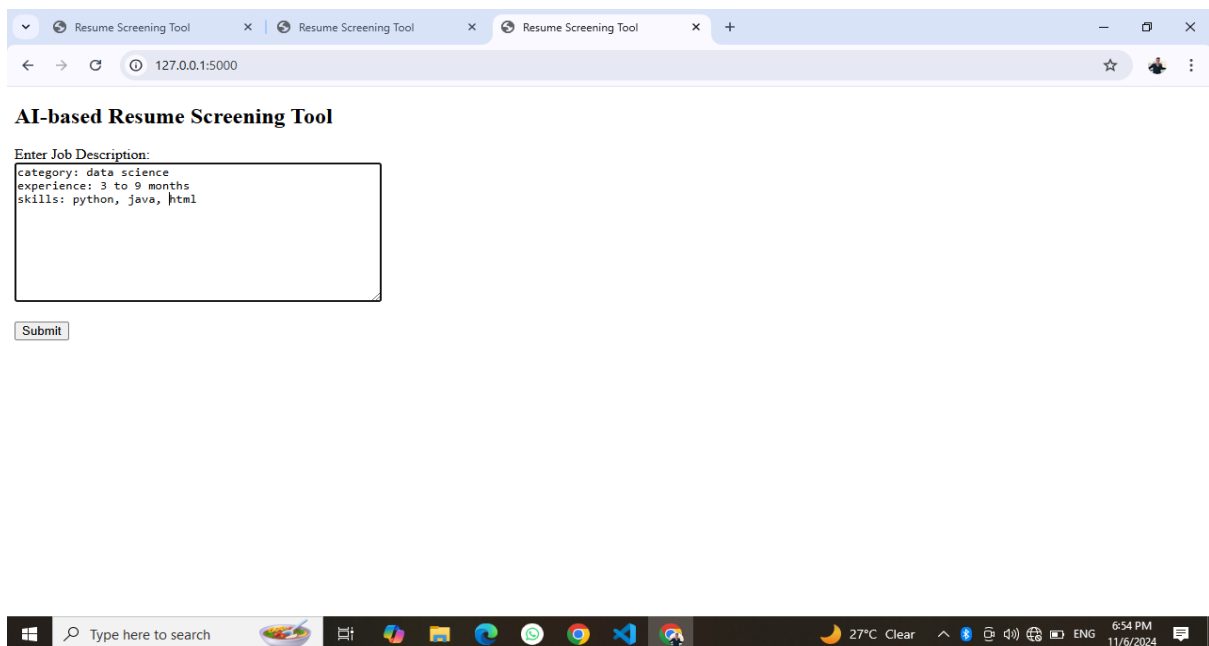 Resume Screening Tool
Resume Screening Tool
Resume Screening Tool
127.0.0.1:5000
AI-based Resume Screening Tool
Enter Job Description:
category: data science
experience: 3 to 9 months
skills: python, java, html
Submit
Type here to search
27°C Clear
ENG
6:54 PM
11/6/2024